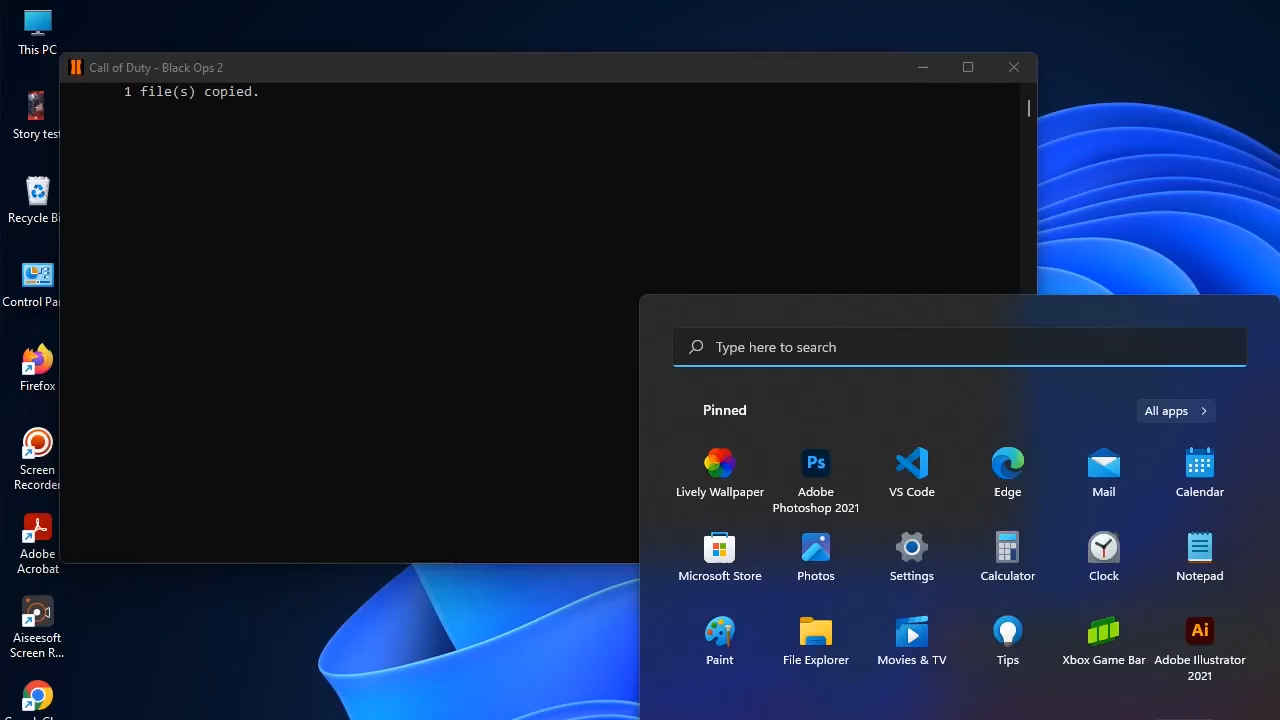 This PC
Story test
Recycle Bi
Control Pa
Firefox
Screen
Recorder
Adobe
Acrobat
Aiseesoft
Screen R...
Call of Duty - Black Ops 2
1 file(s) copied.
Type here to search
Pinned
All apps
Lively Wallpaper
Ps
Adobe
Photoshop 2021
VS Code
Edge
Mail
Calendar
Microsoft Store
Photos
Settings
Calculator
Clock
Notepad
Paint
File Explorer
Movies & TV
Tips
Xbox Game Bar
Ai
Adobe Illustrator
2021